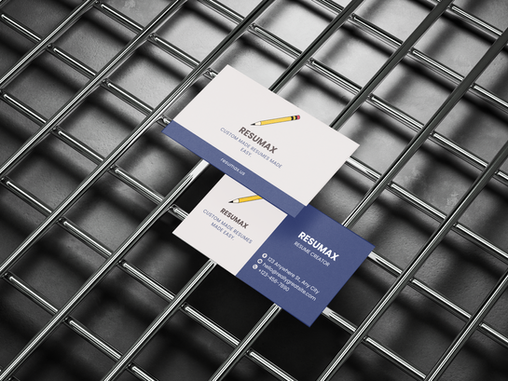 RESUMAX
CUSTOM MADE RESUMES MADE
EASY
resumax.us
RESUMAX
CUSTOM MADE RESUMES
MADE EASY
RESUMAX
RESUME CREATOR
123 Anywhere St., Any City
hello@reallygreatsite.com
+123-456-7890